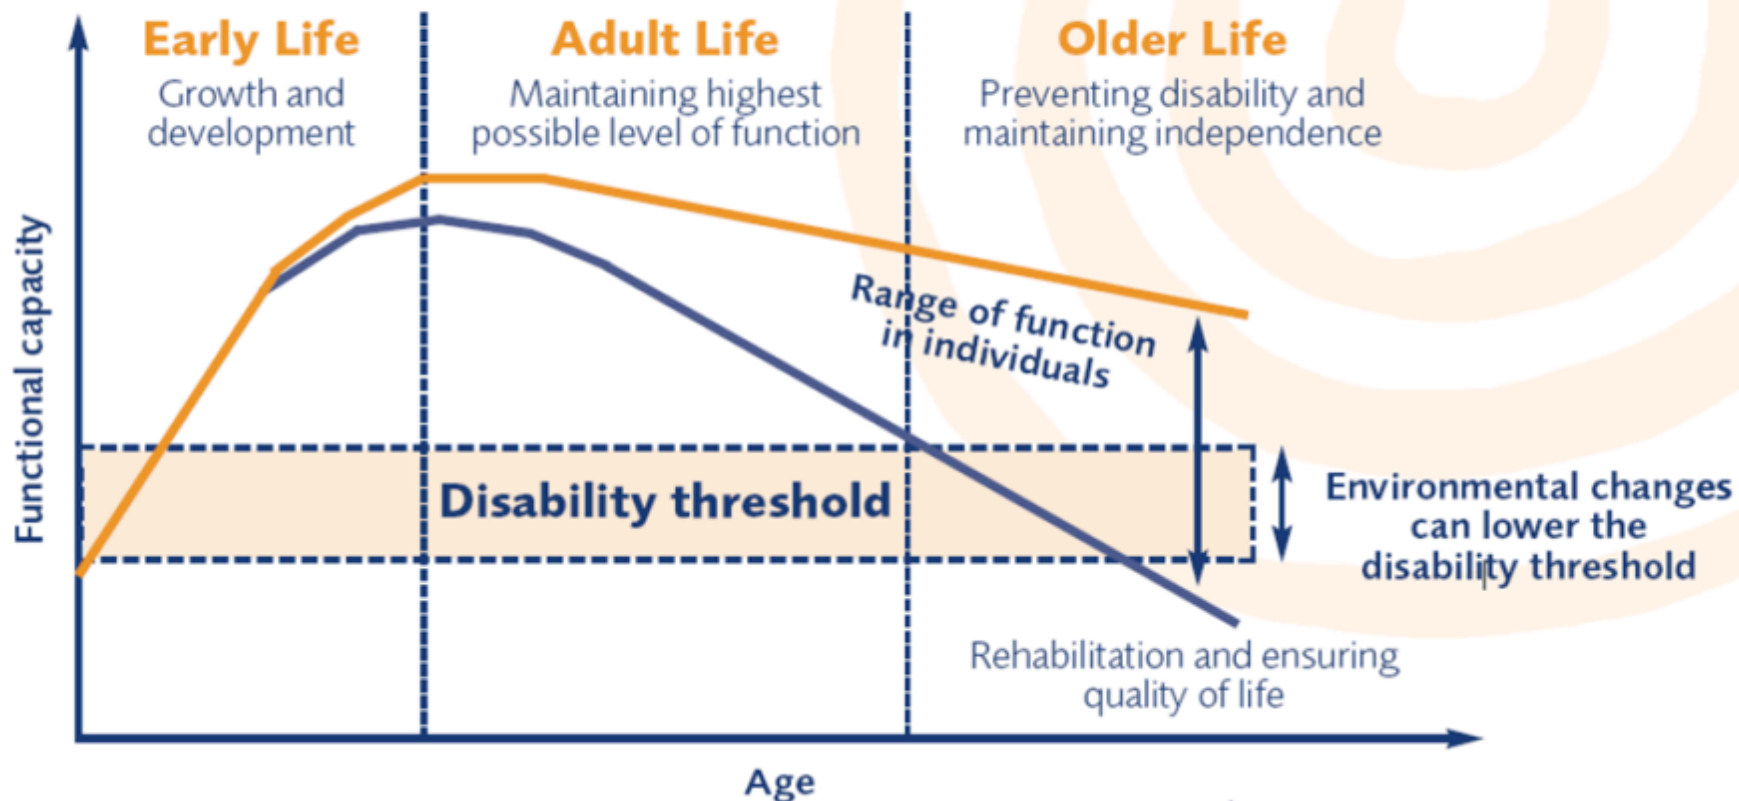 Early Life
Growth and
development
Adult Life
Maintaining highest
possible level of function
Older Life
Preventing disability and
maintaining independence
Functional capacity
Range of function
in individuals
Disability threshold
Environmental changes
can lower the
disability threshold
Rehabilitation and ensuring
quality of life
Age